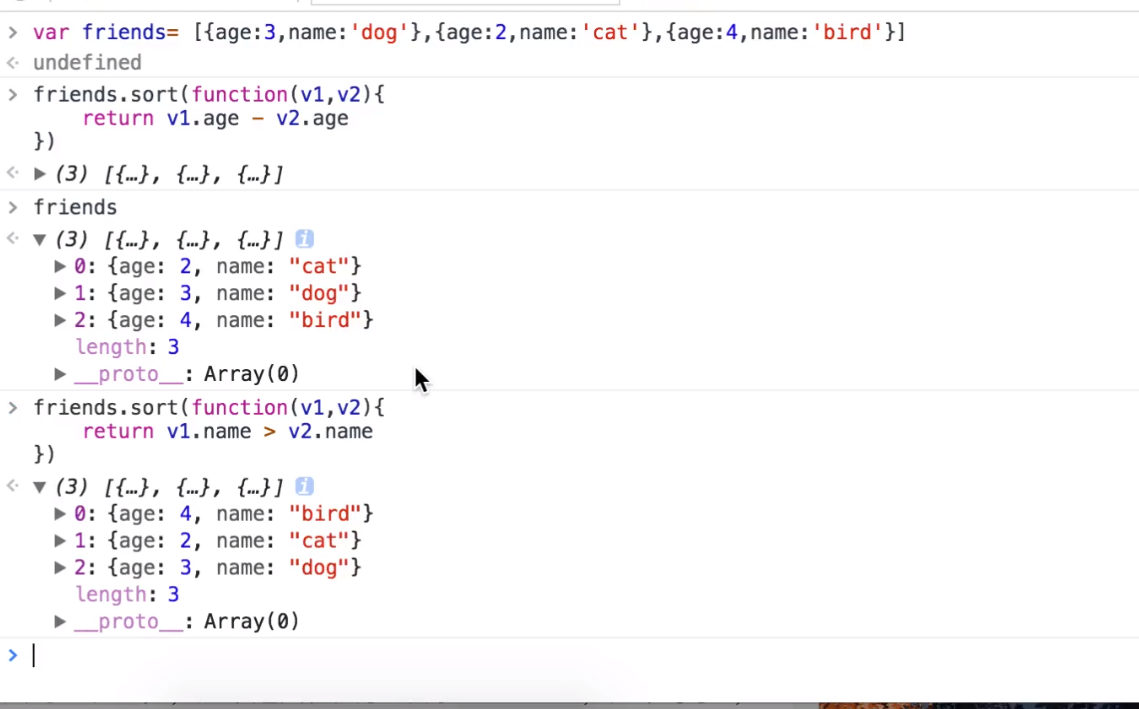 > var friends= [{age:3,name:'dog'},{age:2,name:'cat'},{age:4,name:'bird'}]
undefined
> friends.sort(function(v1,v2){
return v1.age - v2.age
})
▶ (3) [{…}, {…}, {…}]
> friends
▼ (3) [{…}, {…}, {…}] i
▶ 0: {age: 2, name: "cat"}
▶ 1: {age: 3, name: "dog"}
▶ 2: {age: 4, name: "bird"}
length: 3
▶ __proto__: Array(0)
> friends.sort(function(v1,v2){
return v1.name > v2.name
})
▼ (3) [{…}, {…}, {…}] i
▶ 0: {age: 4, name: "bird"}
▶ 1: {age: 2, name: "cat"}
▶ 2: {age: 3, name: "dog"}
length: 3
▶ __proto__: Array(0)
>